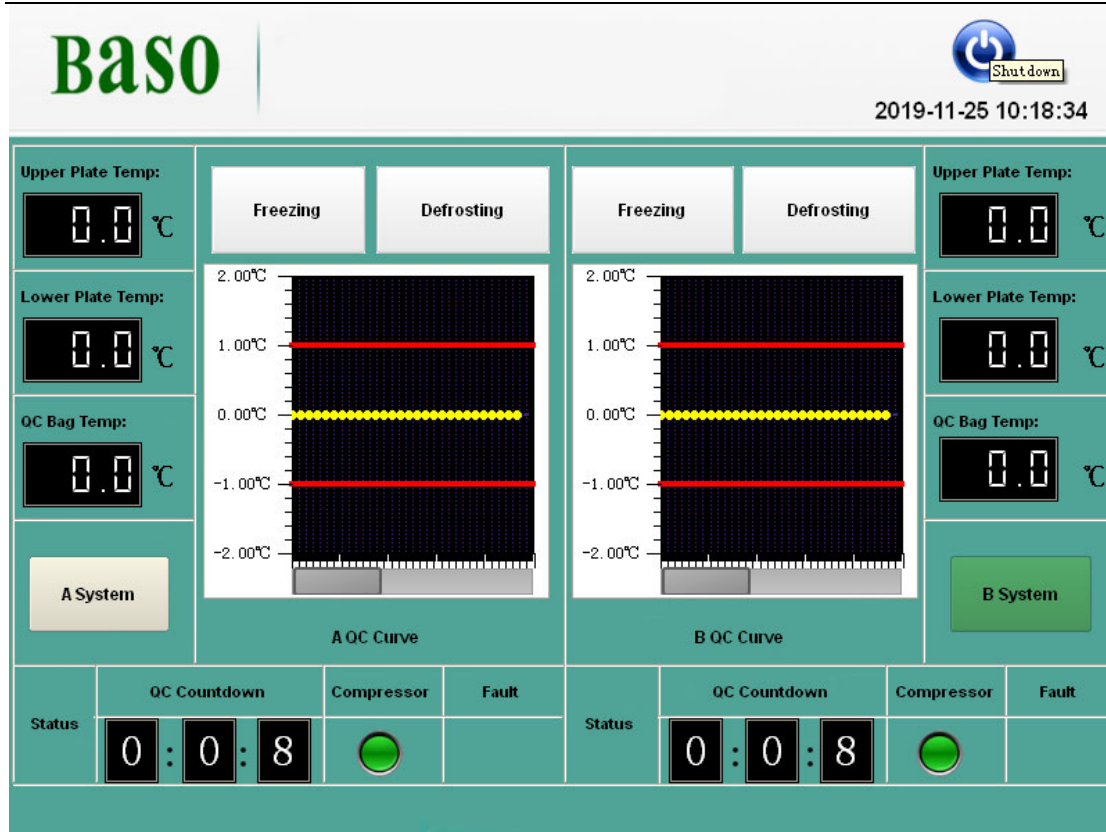 Baso
Shutdown
2019-11-25 10:18:34
Upper Plate Temp:
0.0 ℃
Lower Plate Temp:
0.0 ℃
QC Bag Temp:
0.0 ℃
A System
Freezing
Defrosting
2.00℃
1.00℃
0.00℃
-1.00℃
-2.00℃
A QC Curve
Freezing
Defrosting
2.00℃
1.00℃
0.00℃
-1.00℃
-2.00℃
B QC Curve
Upper Plate Temp:
0.0 ℃
Lower Plate Temp:
0.0 ℃
QC Bag Temp:
0.0 ℃
B System
Status
QC Countdown
0:0:8
Compressor
Fault
Status
QC Countdown
0:0:8
Compressor
Fault